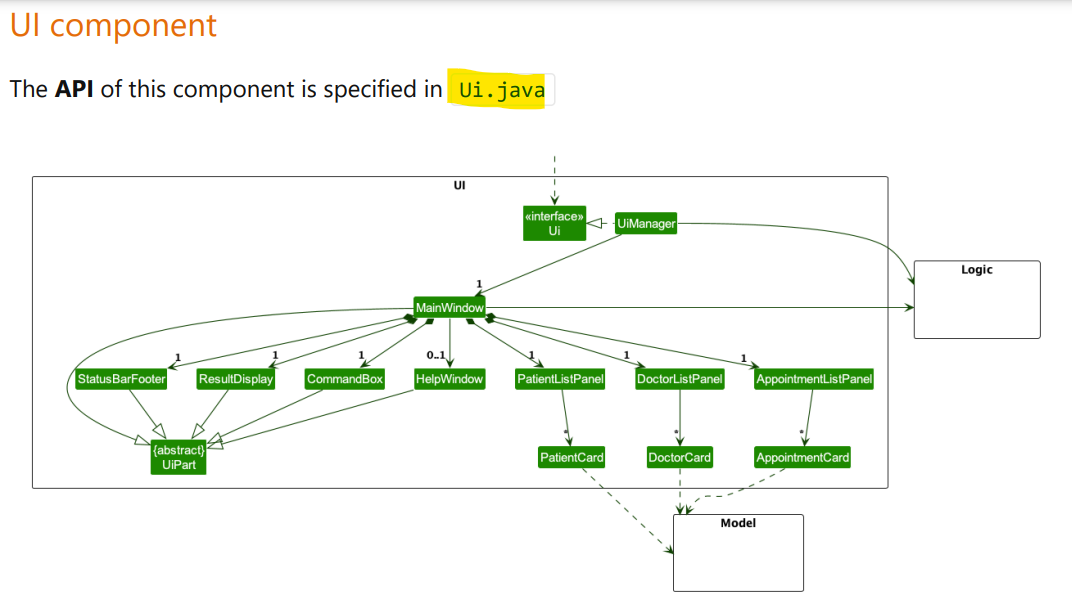 UI component
The API of this component is specified in Ui.java
UI
«interface»
Ui
UiManager
Logic
1
MainWindow
1
1
1
0..1
1
1
1
StatusBarFooter
ResultDisplay
CommandBox
HelpWindow
PatientListPanel
DoctorListPanel
AppointmentListPanel
*
*
*
{abstract}
UiPart
PatientCard
DoctorCard
AppointmentCard
Model